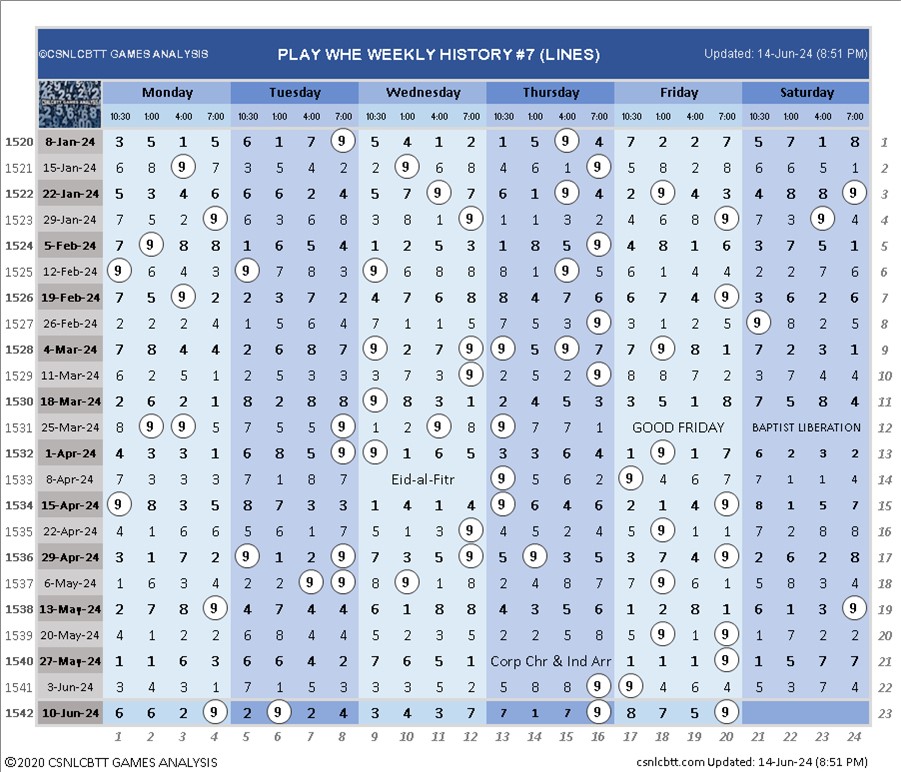 ©CSNLCBTT GAMES ANALYSIS PLAY WHE WEEKLY HISTORY #7 (LINES) Updated: 14-Jun-24 (8:51 PM)
Monday Tuesday Wednesday Thursday Friday Saturday
10:30 1:00 4:00 7:00 10:30 1:00 4:00 7:00 10:30 1:00 4:00 7:00 10:30 1:00 4:00 7:00 10:30 1:00 4:00 7:00 10:30 1:00 4:00 7:00
1520 8-Jan-24 3 5 1 5 6 1 7 9 5 4 1 2 1 5 9 4 7 2 2 7 5 7 1 8 1
1521 15-Jan-24 6 8 9 7 3 5 4 2 2 9 6 8 4 6 1 9 5 8 2 8 6 6 5 1 2
1522 22-Jan-24 5 3 4 6 6 6 2 4 5 7 9 7 6 1 9 4 2 9 4 3 4 8 8 9 3
1523 29-Jan-24 7 5 2 9 6 3 6 8 3 8 1 9 1 1 3 2 4 6 8 9 7 3 9 4 4
1524 5-Feb-24 7 9 8 8 1 6 5 4 1 2 5 3 1 8 5 9 4 8 1 6 3 7 5 1 5
1525 12-Feb-24 9 6 4 3 9 7 8 3 9 6 8 8 8 1 9 5 6 1 4 4 2 2 7 6 6
1526 19-Feb-24 7 5 9 2 2 3 7 2 4 7 6 8 8 4 7 6 6 7 4 9 3 6 2 6 7
1527 26-Feb-24 2 2 2 4 1 5 6 4 7 1 1 5 7 5 3 9 3 1 2 5 9 8 2 5 8
1528 4-Mar-24 7 8 4 4 2 6 8 7 9 2 7 9 9 5 9 7 7 9 8 1 7 2 3 1 9
1529 11-Mar-24 6 2 5 1 2 5 3 3 3 7 3 9 2 5 2 9 8 8 7 2 3 7 4 4 10
1530 18-Mar-24 2 6 2 1 8 2 8 8 9 8 3 1 2 4 5 3 3 5 1 8 7 5 8 4 11
1531 25-Mar-24 8 9 9 5 7 5 5 9 1 2 9 8 9 7 7 1 GOOD FRIDAY BAPTIST LIBERATION 12
1532 1-Apr-24 4 3 3 1 6 8 5 9 9 1 6 5 3 3 6 4 1 9 1 7 6 2 3 2 13
1533 8-Apr-24 7 3 3 3 7 1 8 7 Eid-al-Fitr 9 5 6 2 9 4 6 7 7 1 1 4 14
1534 15-Apr-24 9 8 3 5 8 7 3 3 1 4 1 4 9 6 4 6 2 1 4 9 8 1 5 7 15
1535 22-Apr-24 4 1 6 6 5 6 1 7 5 2 4 9 4 5 2 4 5 9 1 4 7 2 8 8 16
1536 29-Apr-24 3 1 7 2 9 1 2 9 7 3 5 9 5 9 3 5 3 7 4 9 2 6 2 8 17
1537 6-May-24 1 6 3 4 2 2 9 9 8 9 1 8 2 4 8 7 7 9 6 1 5 8 3 4 18
1538 13-May-24 2 7 8 9 4 7 4 4 6 1 8 8 4 3 5 6 1 2 8 1 6 1 3 9 19
1539 20-May-24 4 1 2 2 6 8 4 4 5 2 3 5 2 2 5 8 5 9 1 9 1 7 2 2 20
1540 27-May-24 1 1 6 3 6 6 4 2 7 6 5 1 Corp Chr & Ind Arr 1 1 1 9 1 5 7 7 21
1541 3-Jun-24 3 4 3 1 7 1 5 3 3 3 5 2 5 8 8 9 9 4 6 4 5 3 7 4 22
1542 10-Jun-24 6 6 2 9 2 9 2 4 3 4 3 7 7 1 7 9 8 7 5 9 23
1 2 3 4 5 6 7 8 9 10 11 12 13 14 15 16 17 18 19 20 21 22 23 24
©2020 CSNLCBTT GAMES ANALYSIS csnlcbtt.com Updated: 14-Jun-24 (8:51 PM)